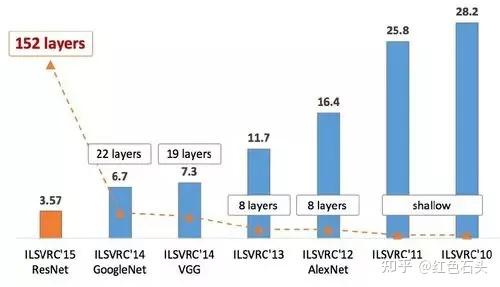 28.2
25.8
152 layers
16.4
22 layers
19 layers
11.7
6.7
7.3
8 layers
8 layers
shallow
3.57
ILSVRC'15
ResNet
ILSVRC'14
GoogleNet
ILSVRC'14
VGG
ILSVRC'13
ILSVRC'12
AlexNet
ILSVRC'11
ILSVRC'10
知乎 @红色石头